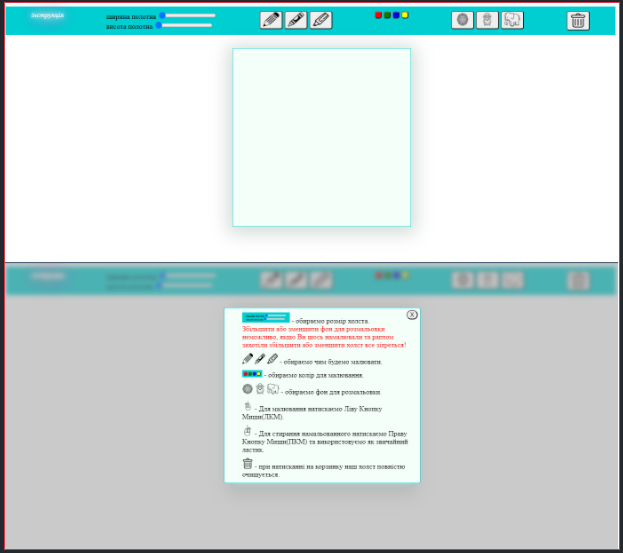 інструкція
ширина полотна
висота полотна
X
- обираємо розмір холста.
Збільшити або зменшити фон для розмальовки
неможливо, якщо Ви щось намалювали та
захотіли збільшити або зменшити холст все зітреться!
- обираємо чим будемо малювати.
- обираємо колір для малювання.
- обираємо фон для розмальовки.
- Для малювання натискаємо Ліву Кнопку
Миши(ЛКМ).
- Для стирання намальованного натискаємо Праву
Кнопку Миши(ПКМ) та використовуємо як звичайний
ластик.
- при натисканні на корзинку наш холст повністю
очищується.